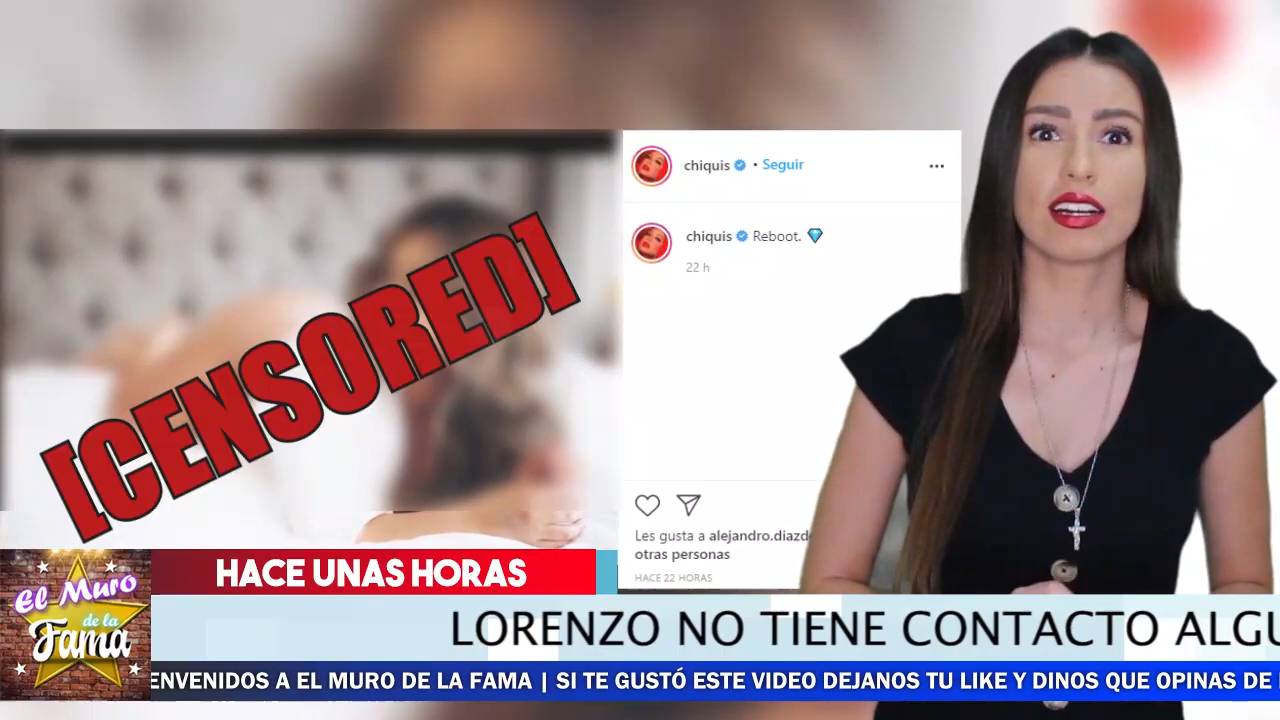 chiquis • Seguir
chiquis Reboot.
22 h
[CENSORED]
Les gusta a alejandro.diazd
otras personas
HACE 22 HORAS
HACE UNAS HORAS
El Muro
de la
Fama
LORENZO NO TIENE CONTACTO ALGU
ENVENIDOS A EL MURO DE LA FAMA | SI TE GUSTÓ ESTE VIDEO DEJANOS TU LIKE Y DINOS QUE OPINAS DE